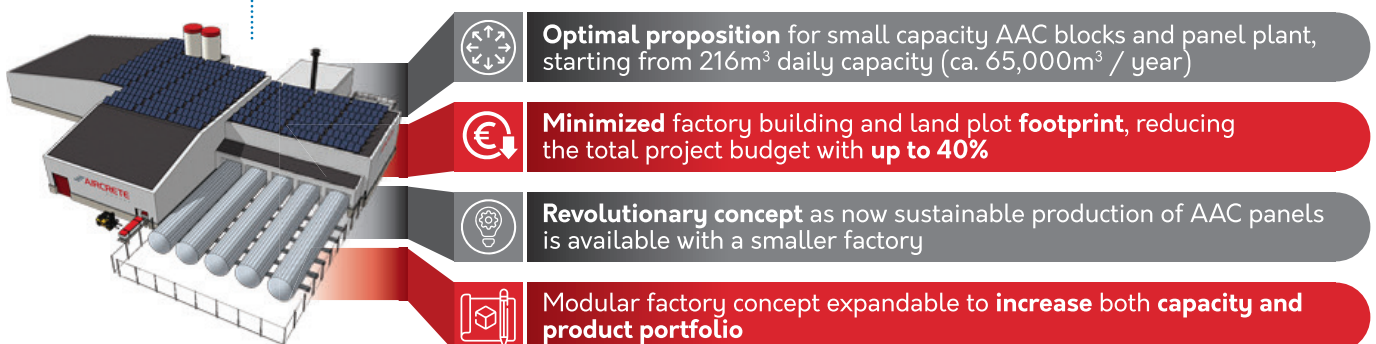 Optimal proposition for small capacity AAC blocks and panel plant,
starting from 216m³ daily capacity (ca. 65,000m³ / year)
Minimized factory building and land plot footprint, reducing
the total project budget with up to 40%
Revolutionary concept as now sustainable production of AAC panels
is available with a smaller factory
Modular factory concept expandable to increase both capacity and
product portfolio
AIRCRETE